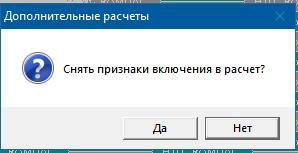 Дополнительные расчеты
Снять признаки включения в расчет?
Да
Нет